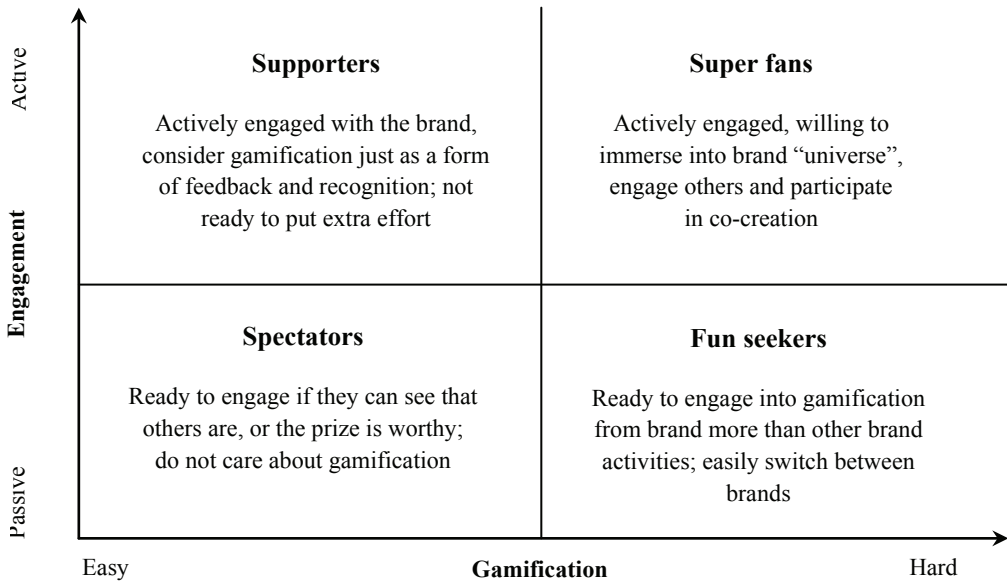 Active
Engagement
Passive
Supporters
Actively engaged with the brand,
consider gamification just as a form
of feedback and recognition; not
ready to put extra effort
Super fans
Actively engaged, willing to
immerse into brand “universe”,
engage others and participate
in co-creation
Spectators
Ready to engage if they can see that
others are, or the prize is worthy;
do not care about gamification
Fun seekers
Ready to engage into gamification
from brand more than other brand
activities; easily switch between
brands
Easy
Gamification
Hard